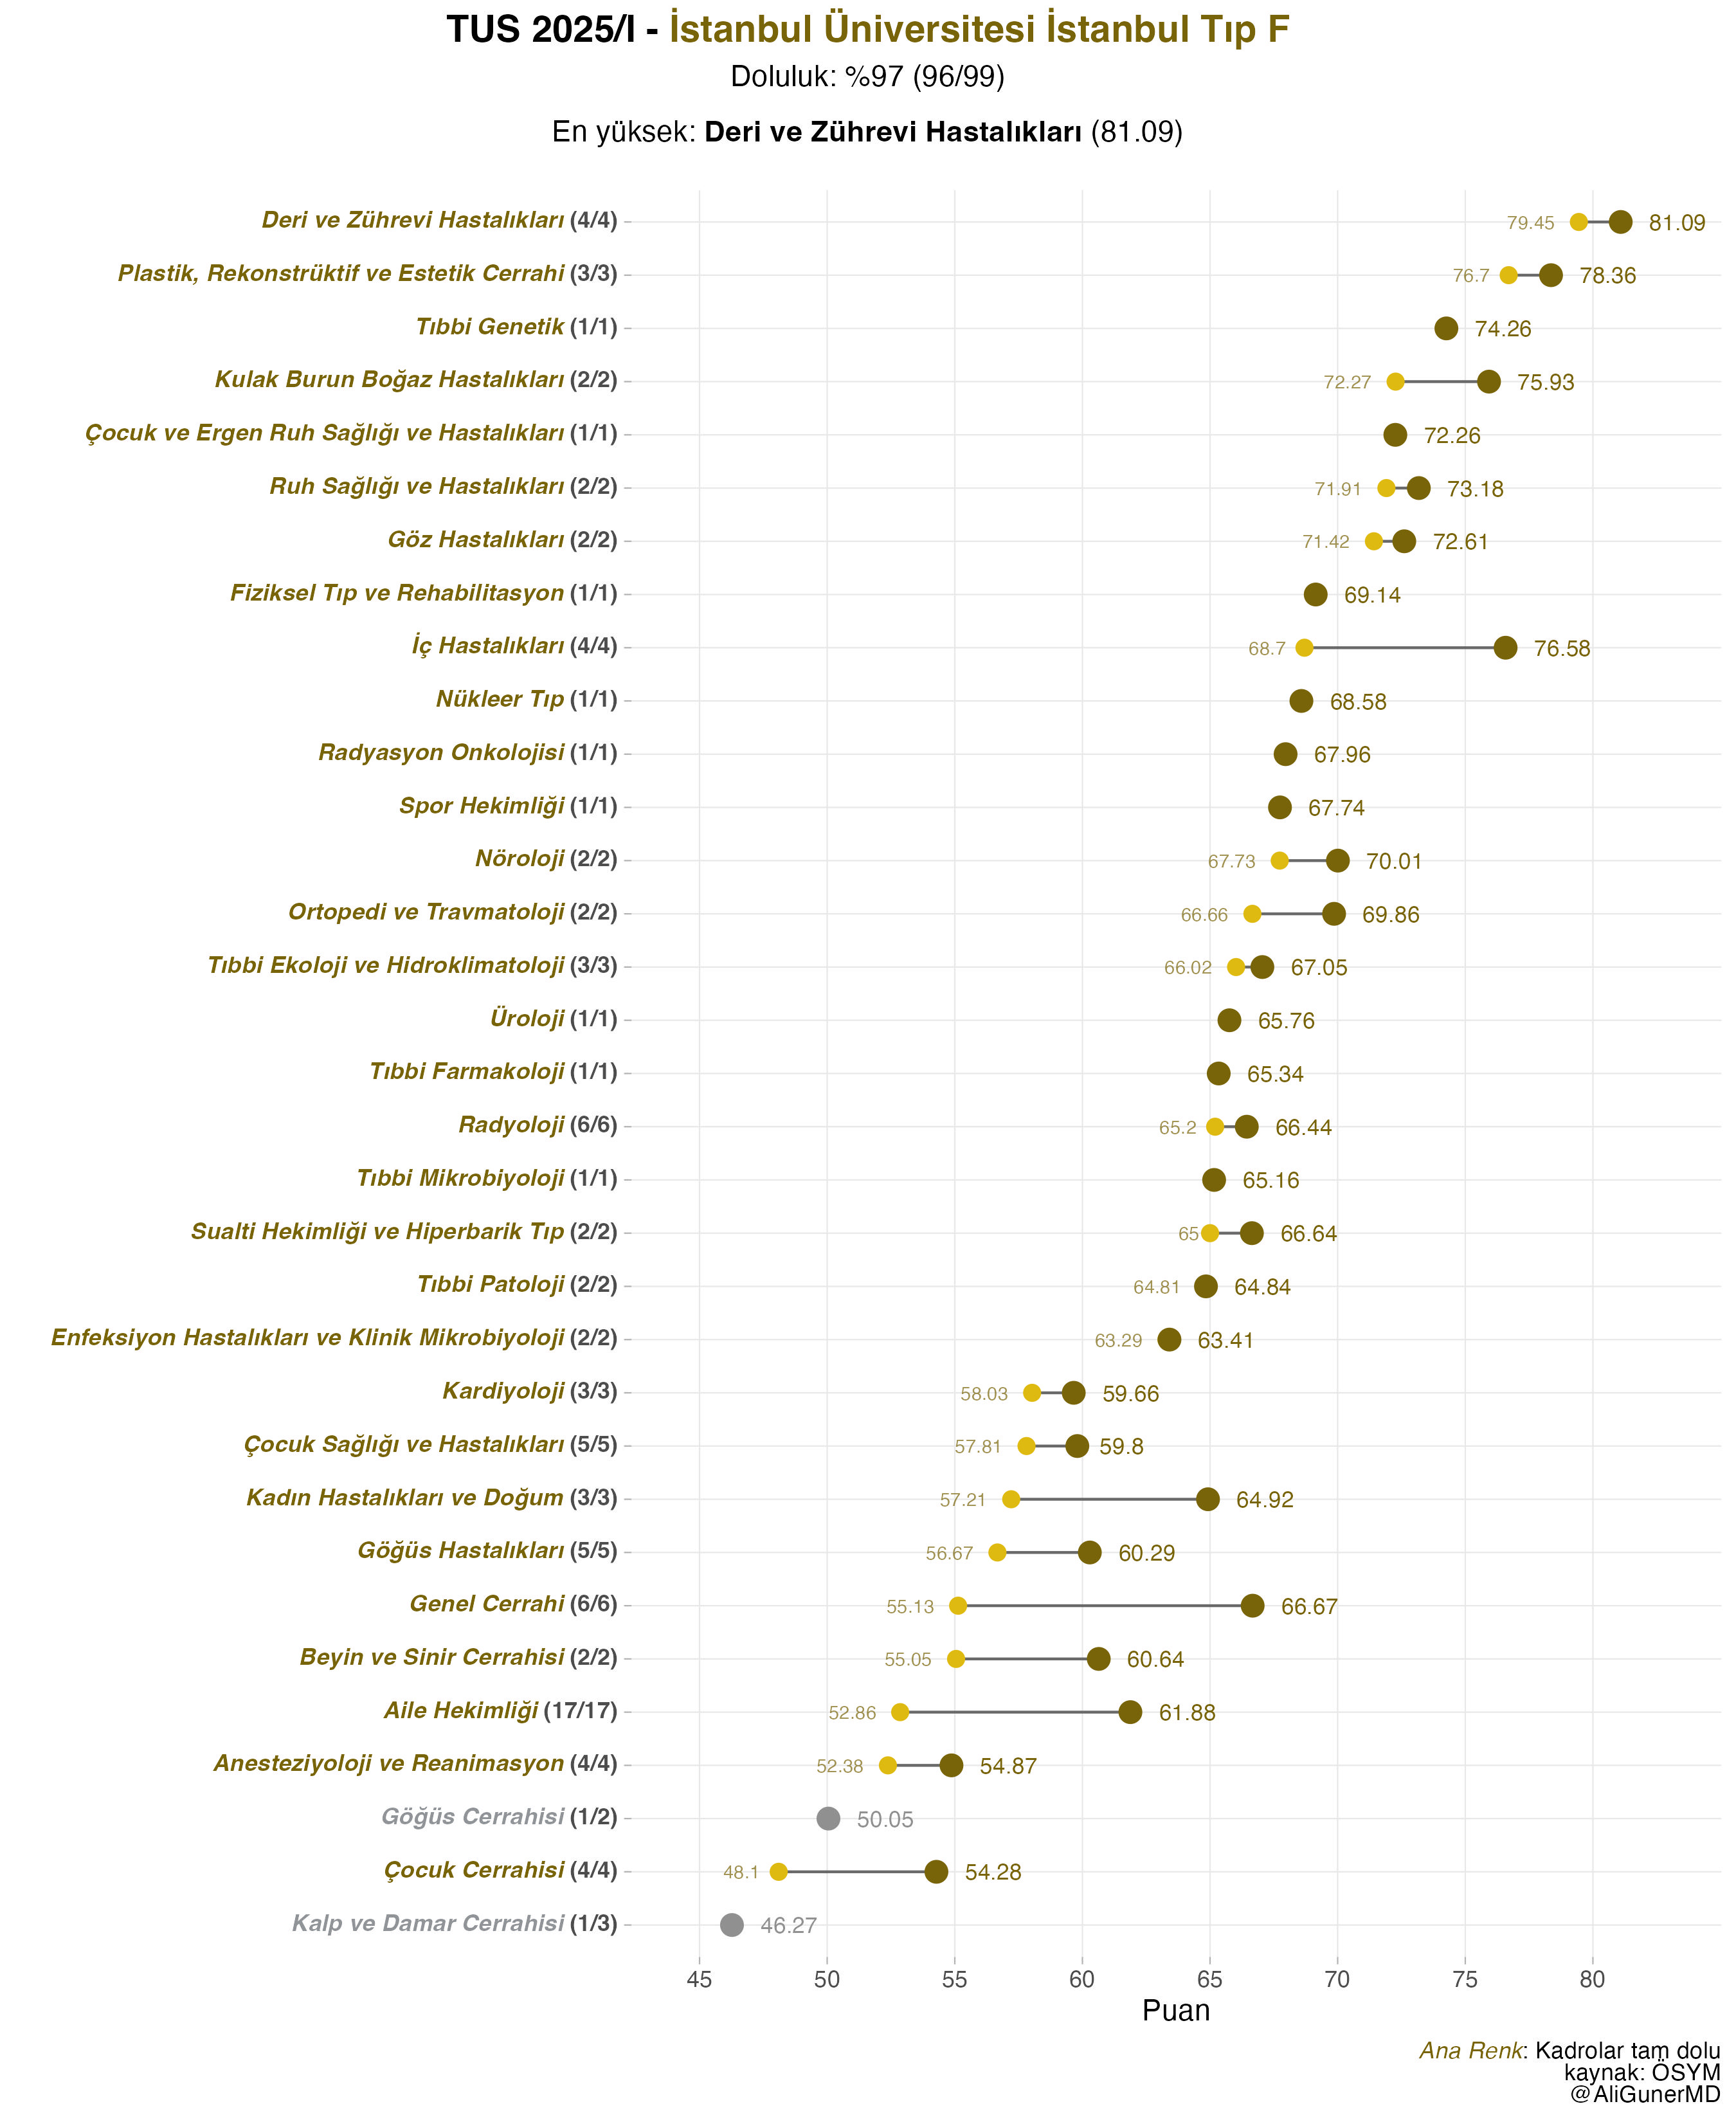 TUS 2025/I - İstanbul Üniversitesi İstanbul Tıp F
Doluluk: %97 (96/99)
En yüksek: Deri ve Zührevi Hastalıkları (81.09)
Deri ve Zührevi Hastalıkları (4/4) 79.45 81.09
Plastik, Rekonstrüktif ve Estetik Cerrahi (3/3) 76.7 78.36
Tıbbi Genetik (1/1) 74.26
Kulak Burun Boğaz Hastalıkları (2/2) 72.27 75.93
Çocuk ve Ergen Ruh Sağlığı ve Hastalıkları (1/1) 72.26
Ruh Sağlığı ve Hastalıkları (2/2) 71.91 73.18
Göz Hastalıkları (2/2) 71.42 72.61
Fiziksel Tıp ve Rehabilitasyon (1/1) 69.14
İç Hastalıkları (4/4) 68.7 76.58
Nükleer Tıp (1/1) 68.58
Radyasyon Onkolojisi (1/1) 67.96
Spor Hekimliği (1/1) 67.74
Nöroloji (2/2) 67.73 70.01
Ortopedi ve Travmatoloji (2/2) 66.66 69.86
Tıbbi Ekoloji ve Hidroklimatoloji (3/3) 66.02 67.05
Üroloji (1/1) 65.76
Tıbbi Farmakoloji (1/1) 65.34
Radyoloji (6/6) 65.2 66.44
Tıbbi Mikrobiyoloji (1/1) 65.16
Sualti Hekimliği ve Hiperbarik Tıp (2/2) 65 66.64
Tıbbi Patoloji (2/2) 64.81 64.84
Enfeksiyon Hastalıkları ve Klinik Mikrobiyoloji (2/2) 63.29 63.41
Kardiyoloji (3/3) 58.03 59.66
Çocuk Sağlığı ve Hastalıkları (5/5) 57.81 59.8
Kadın Hastalıkları ve Doğum (3/3) 57.21 64.92
Göğüs Hastalıkları (5/5) 56.67 60.29
Genel Cerrahi (6/6) 55.13 66.67
Beyin ve Sinir Cerrahisi (2/2) 55.05 60.64
Aile Hekimliği (17/17) 52.86 61.88
Anesteziyoloji ve Reanimasyon (4/4) 52.38 54.87
Göğüs Cerrahisi (1/2) 50.05
Çocuk Cerrahisi (4/4) 48.1 54.28
Kalp ve Damar Cerrahisi (1/3) 46.27
45 50 55 60 65 70 75 80
Puan
Ana Renk: Kadrolar tam dolu
kaynak: ÖSYM
@AliGunerMD